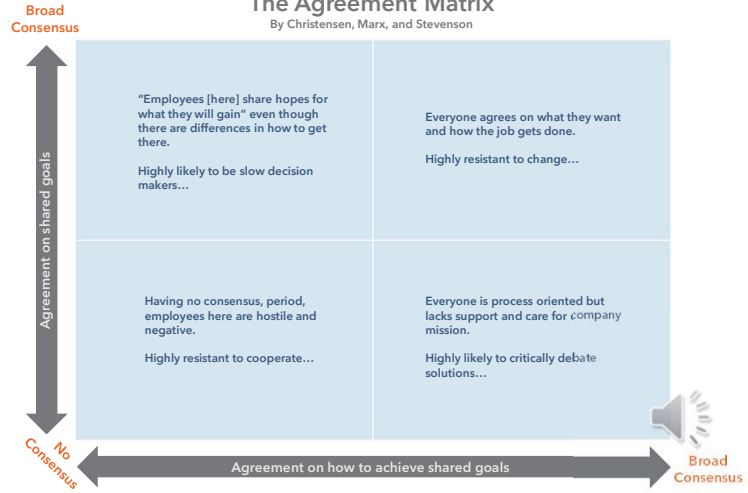 The Agreement Matrix
By Christensen, Marx, and Stevenson
Broad
Consensus
Agreement on shared goals
“Employees [here] share hopes for
what they will gain” even though
there are differences in how to get
there.
Highly likely to be slow decision
makers…
Everyone agrees on what they want
and how the job gets done.
Highly resistant to change…
Having no consensus, period,
employees here are hostile and
negative.
Highly resistant to cooperate…
Everyone is process oriented but
lacks support and care for company
mission.
Highly likely to critically debate
solutions…
No
Consensus
Agreement on how to achieve shared goals
Broad
Consensus